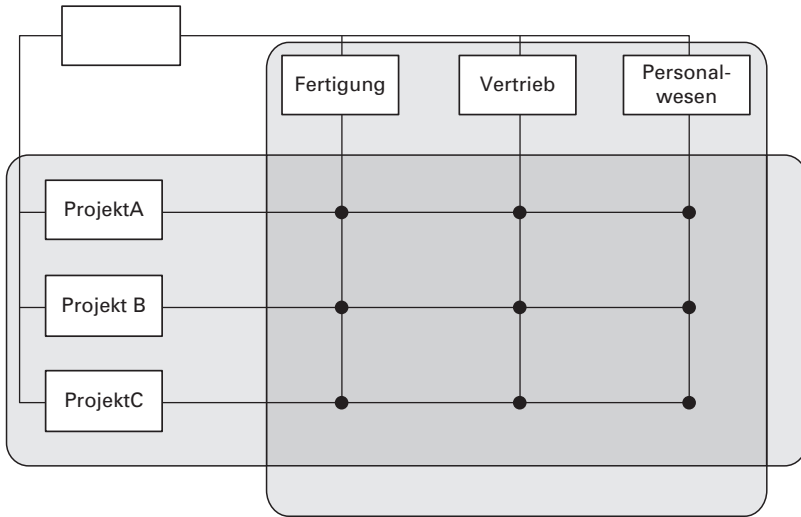 Fertigung
Vertrieb
Personal-
wesen
ProjektA
Projekt B
ProjektC